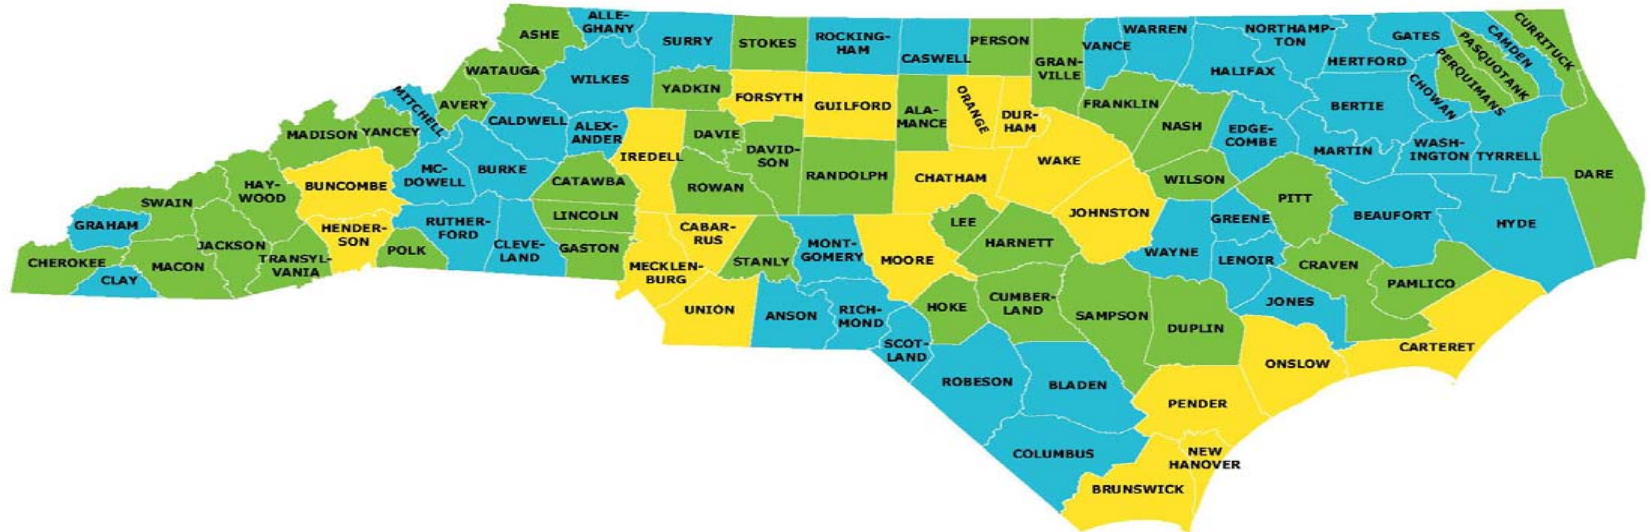 ASHE
ALLE-
GHANY
SURRY
STOKES
ROCKING-
HAM
CASWELL
PERSON
GRAN-
VILLE
VANCE
WARREN
NORTHAMP-
TON
GATES
CAMDEN
CURRITUCK
PASQUOTANK
PERQUIMANS
HERTFORD
HALIFAX
BERTIE
CHOWAN
WATAUGA
WILKES
YADKIN
FORSYTH
GUILFORD
ALA-
MANCE
ORANGE
DUR-
HAM
FRANKLIN
NASH
EDGE-
COMBE
MARTIN
WASH-
INGTON
TYRRELL
DARE
MITCHELL
AVERY
CALDWELL
ALEX-
ANDER
IREDELL
DAVIE
DAVID-
SON
RANDOLPH
CHATHAM
WAKE
WILSON
PITT
BEAUFORT
HYDE
MADISON
YANCEY
MC-
DOWELL
BURKE
CATAWBA
ROWAN
LEE
JOHNSTON
GREENE
BUNCOMBE
HAY-
WOOD
SWAIN
GRAHAM
HENDER-
SON
RUTHER-
FORD
CLEVE-
LAND
LINCOLN
GASTON
CABAR-
RUS
STANLY
MONT-
GOMERY
MOORE
HARNETT
WAYNE
LENOIR
CRAVEN
PAMLICO
CHEROKEE
CLAY
MACON
JACKSON
TRANSYL-
VANIA
POLK
MECKLEN-
BURG
UNION
ANSON
RICH-
MOND
HOKE
CUMBER-
LAND
SAMPSON
DUPLIN
JONES
CARTERET
SCOT-
LAND
ROBESON
BLADEN
ONSLOW
PENDER
COLUMBUS
NEW
HANOVER
BRUNSWICK